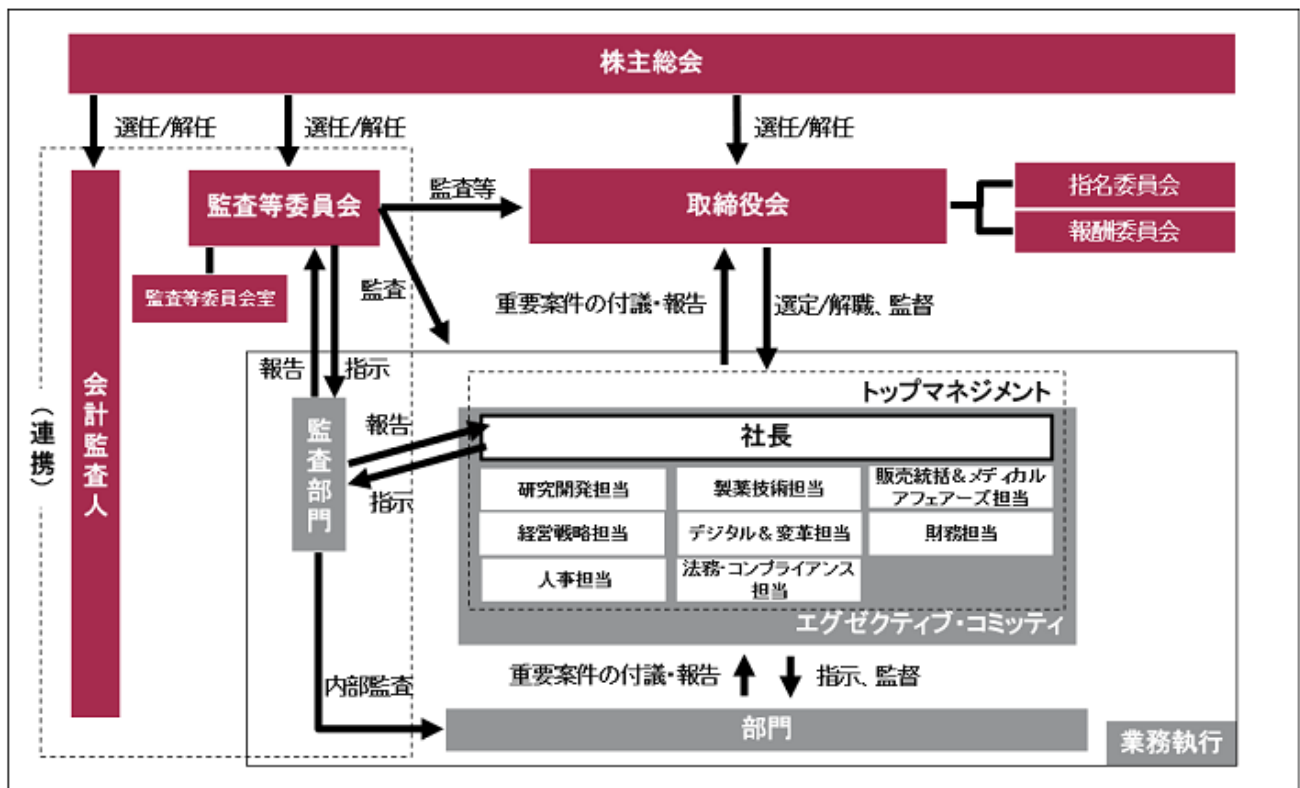 株主総会
選任/解任
選任/解任
選任/解任
監査等委員会
監査等
取締役会
指名委員会
報酬委員会
監査等委員会室
監査
重要案件の付議・報告
選定/解職、監督
報告
指示
トップマネジメント
会計監査人
(連携)
監査部門
報告
指示
社長
研究開発担当
製薬技術担当
販売統括&メディカル
アフェアーズ担当
経営戦略担当
デジタル&変革担当
財務担当
人事担当
法務・コンプライアンス
担当
エグゼクティブ・コミッティ
重要案件の付議・報告
指示、監督
内部監査
部門
業務執行